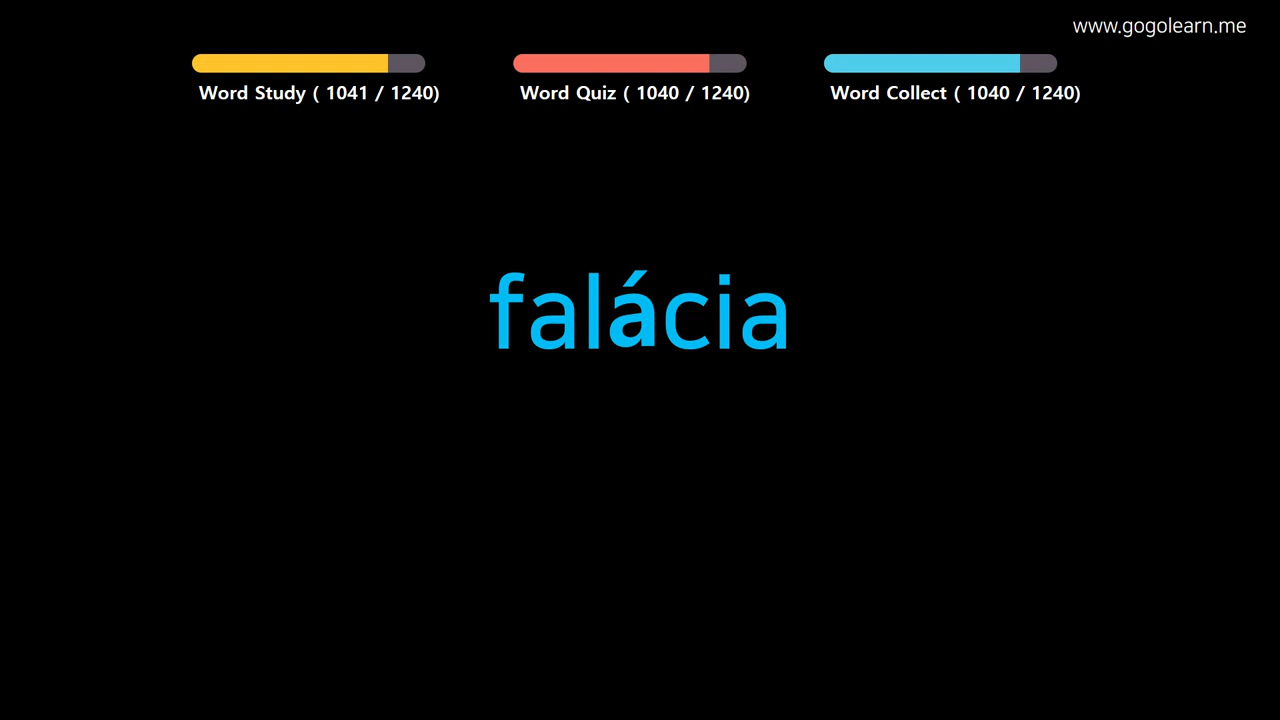 www.gogolearn.me
Word Study ( 1041 / 1240)
Word Quiz ( 1040 / 1240)
Word Collect ( 1040 / 1240)
falácia